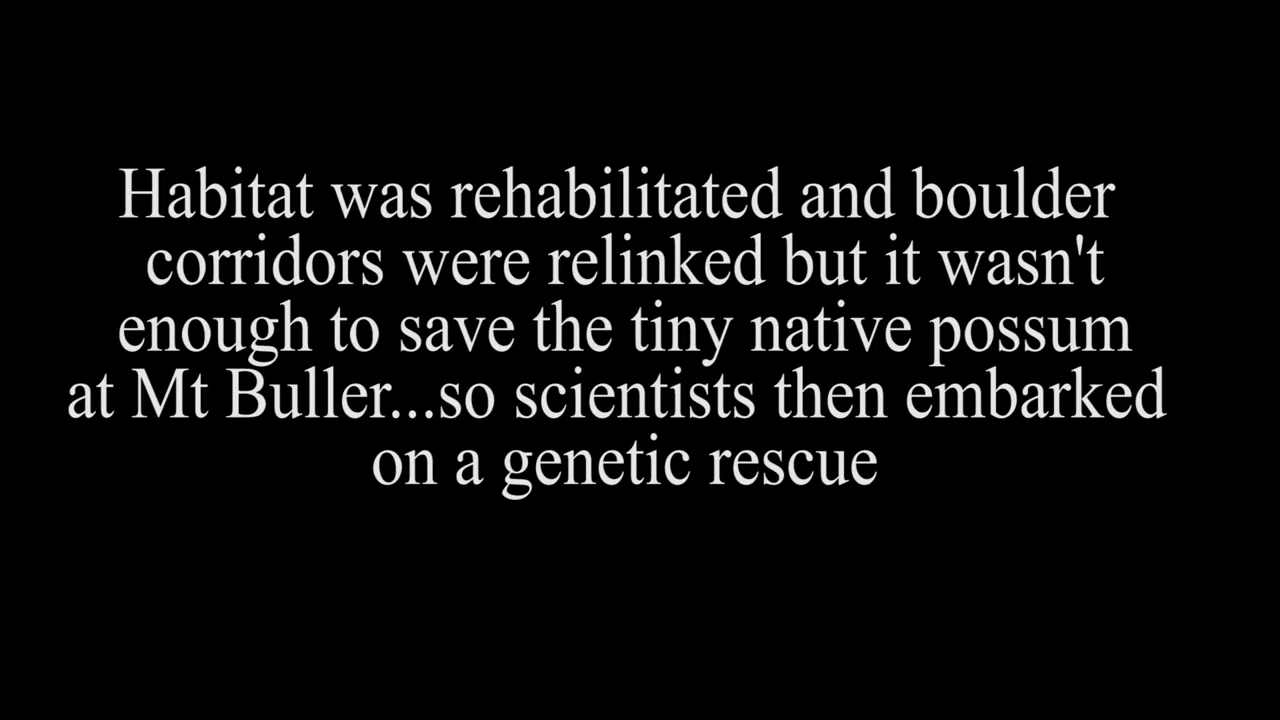 Habitat was rehabilitated and boulder
corridors were relinked but it wasn't
enough to save the tiny native possum
at Mt Buller...so scientists then embarked
on a genetic rescue